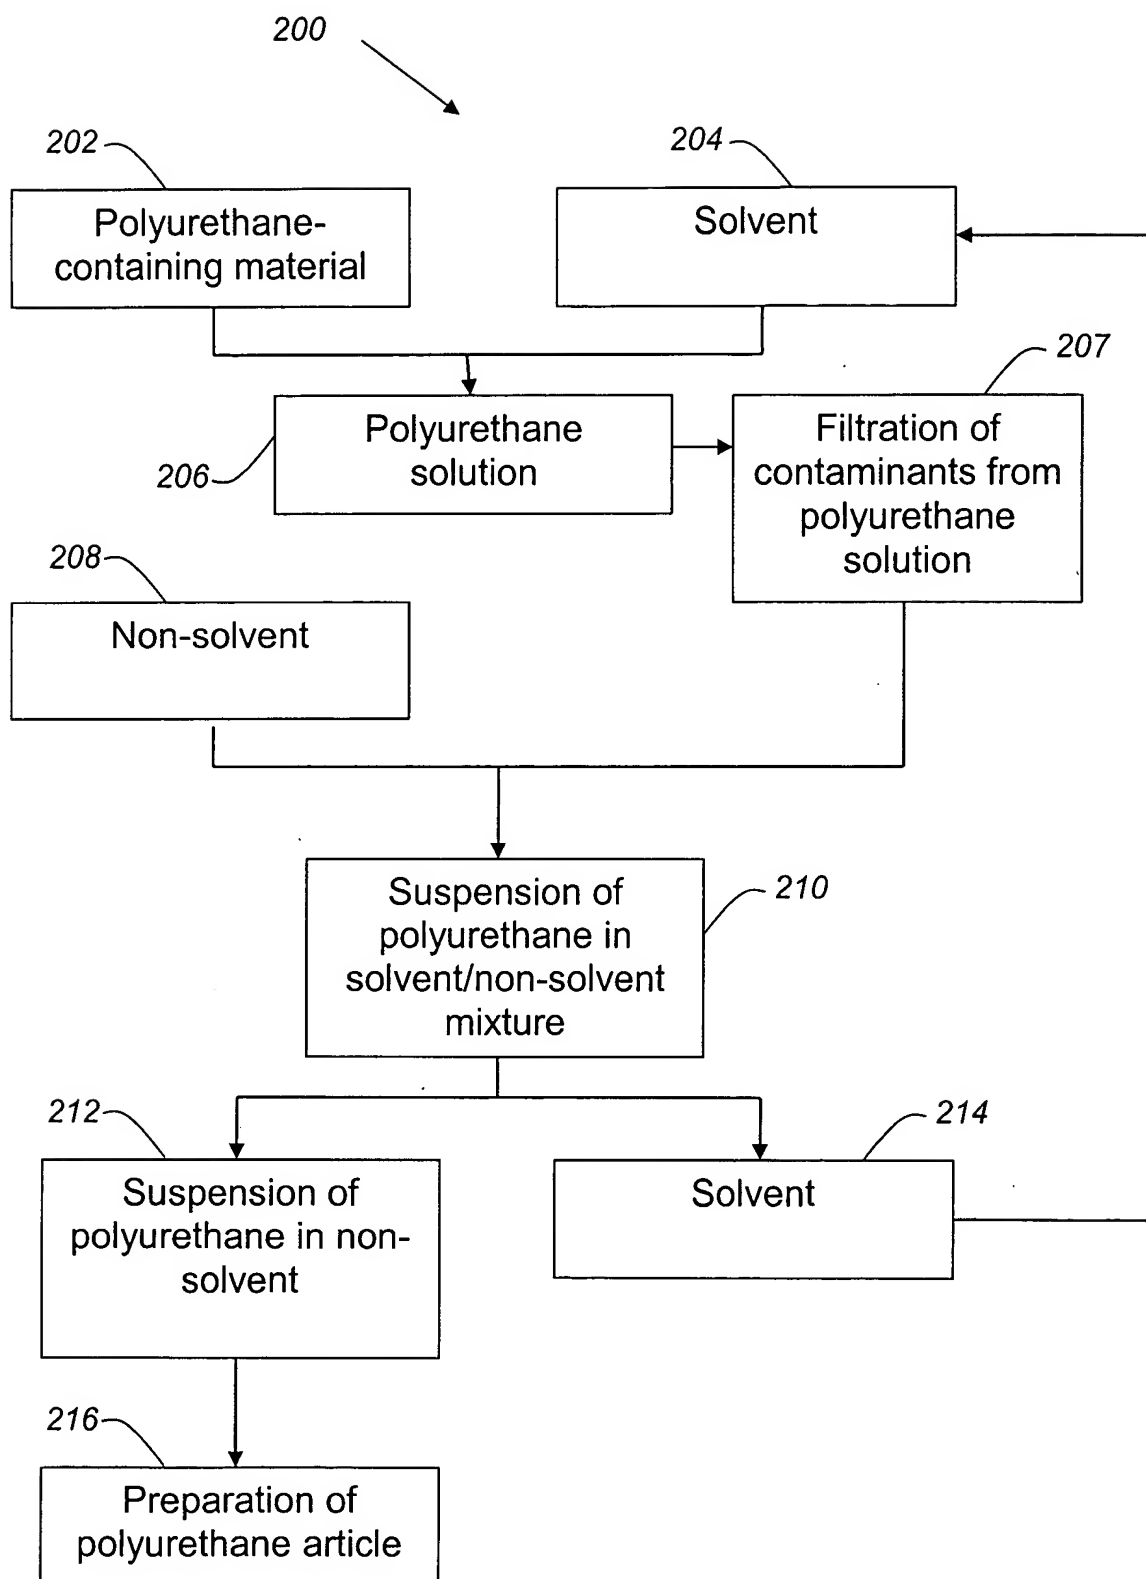 200
202
204
Polyurethane-
containing material
Solvent
207
Polyurethane
solution
206
Filtration of
contaminants from
polyurethane
solution
208
Non-solvent
Suspension of
polyurethane in
solvent/non-solvent
mixture
210
212
214
Suspension of
polyurethane in non-
solvent
Solvent
216
Preparation of
polyurethane article